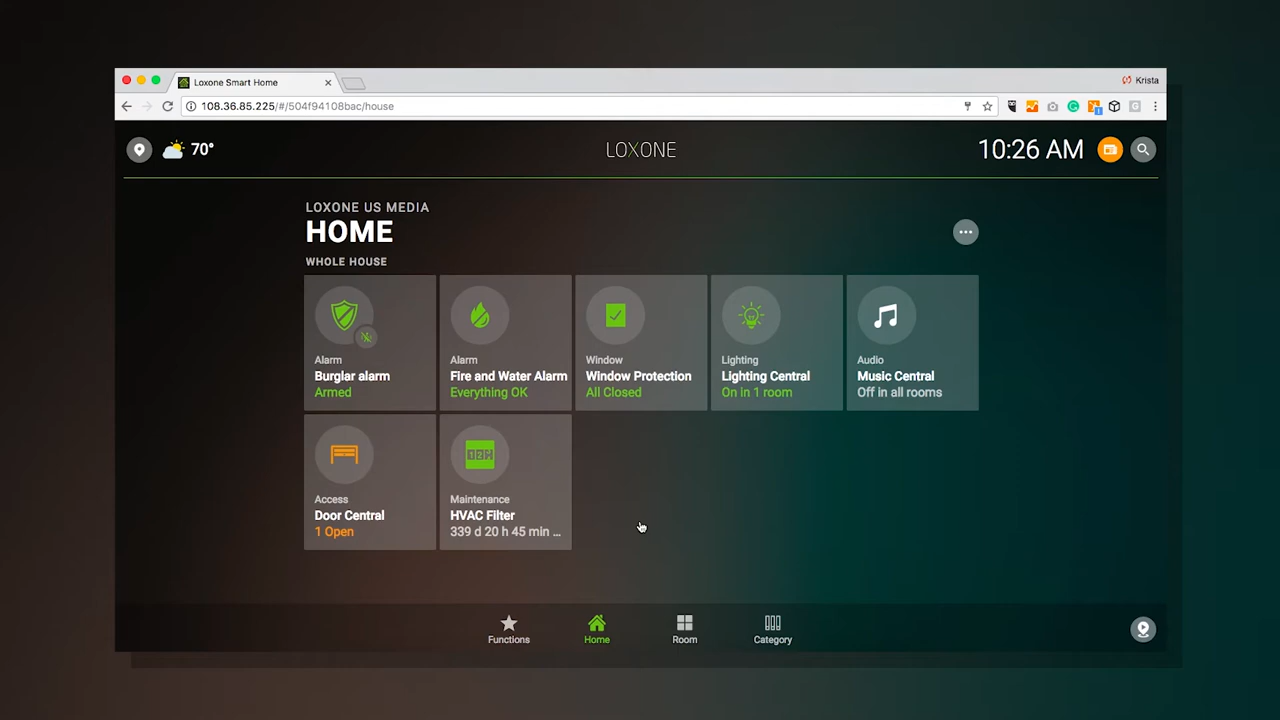 Loxone Smart Home
Krista
108.36.85.225/#/504f94108bac/house
70°
LOXONE
10:26 AM
LOXONE US MEDIA
HOME
WHOLE HOUSE
Alarm
Burglar alarm
Armed
Alarm
Fire and Water Alarm
Everything OK
Window
Window Protection
All Closed
Lighting
Lighting Central
On in 1 room
Audio
Music Central
Off in all rooms
Access
Door Central
1 Open
Maintenance
HVAC Filter
339 d 20 h 45 min ...
Functions
Home
Room
Category